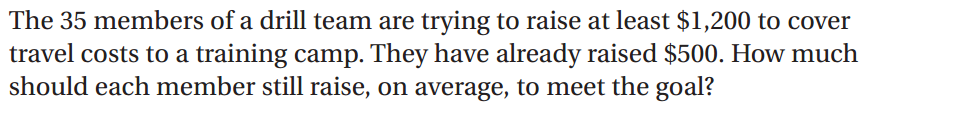 The 35 members of a drill team are trying to raise at least $1,200 to cover
travel costs to a training camp. They have already raised $500. How much
should each member still raise, on average, to meet the goal?